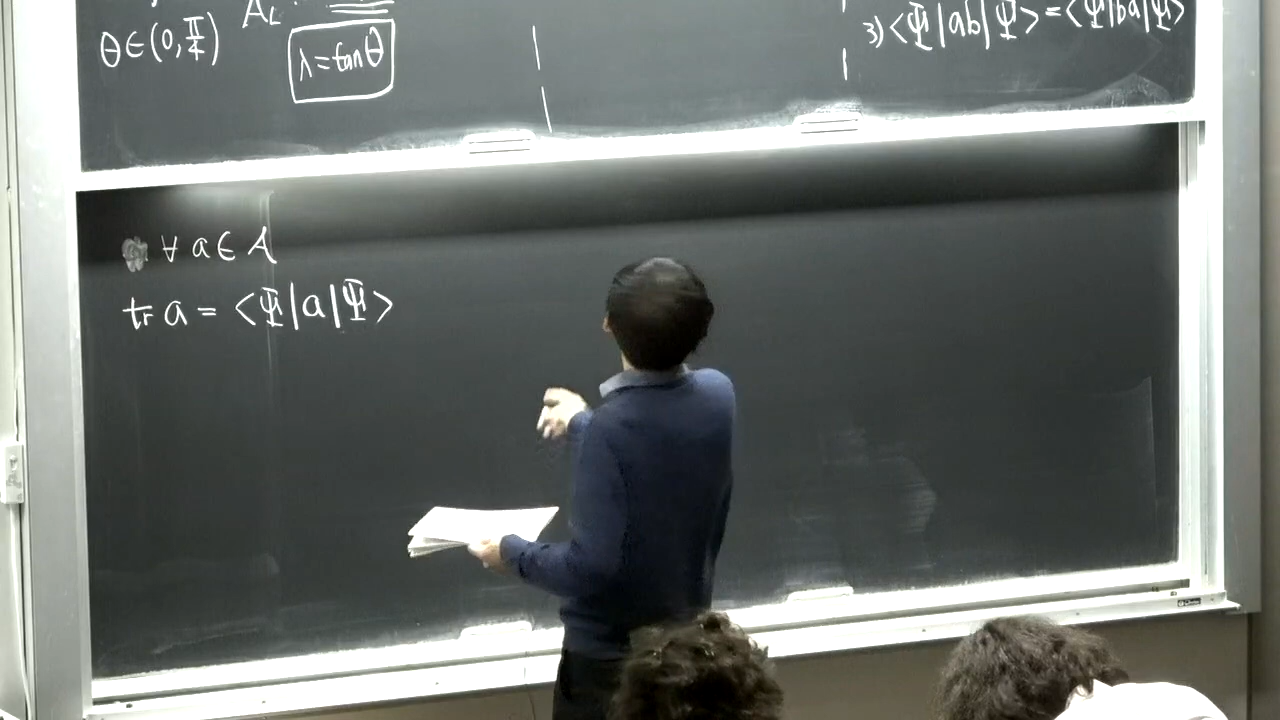 θ∈(0,π/4)
A_L :
λ=tanθ
3) <Ψ|ab|Ψ> = <Ψ|ba|Ψ>
∀ a ∈ A
tr a = <Ψ|a|Ψ>